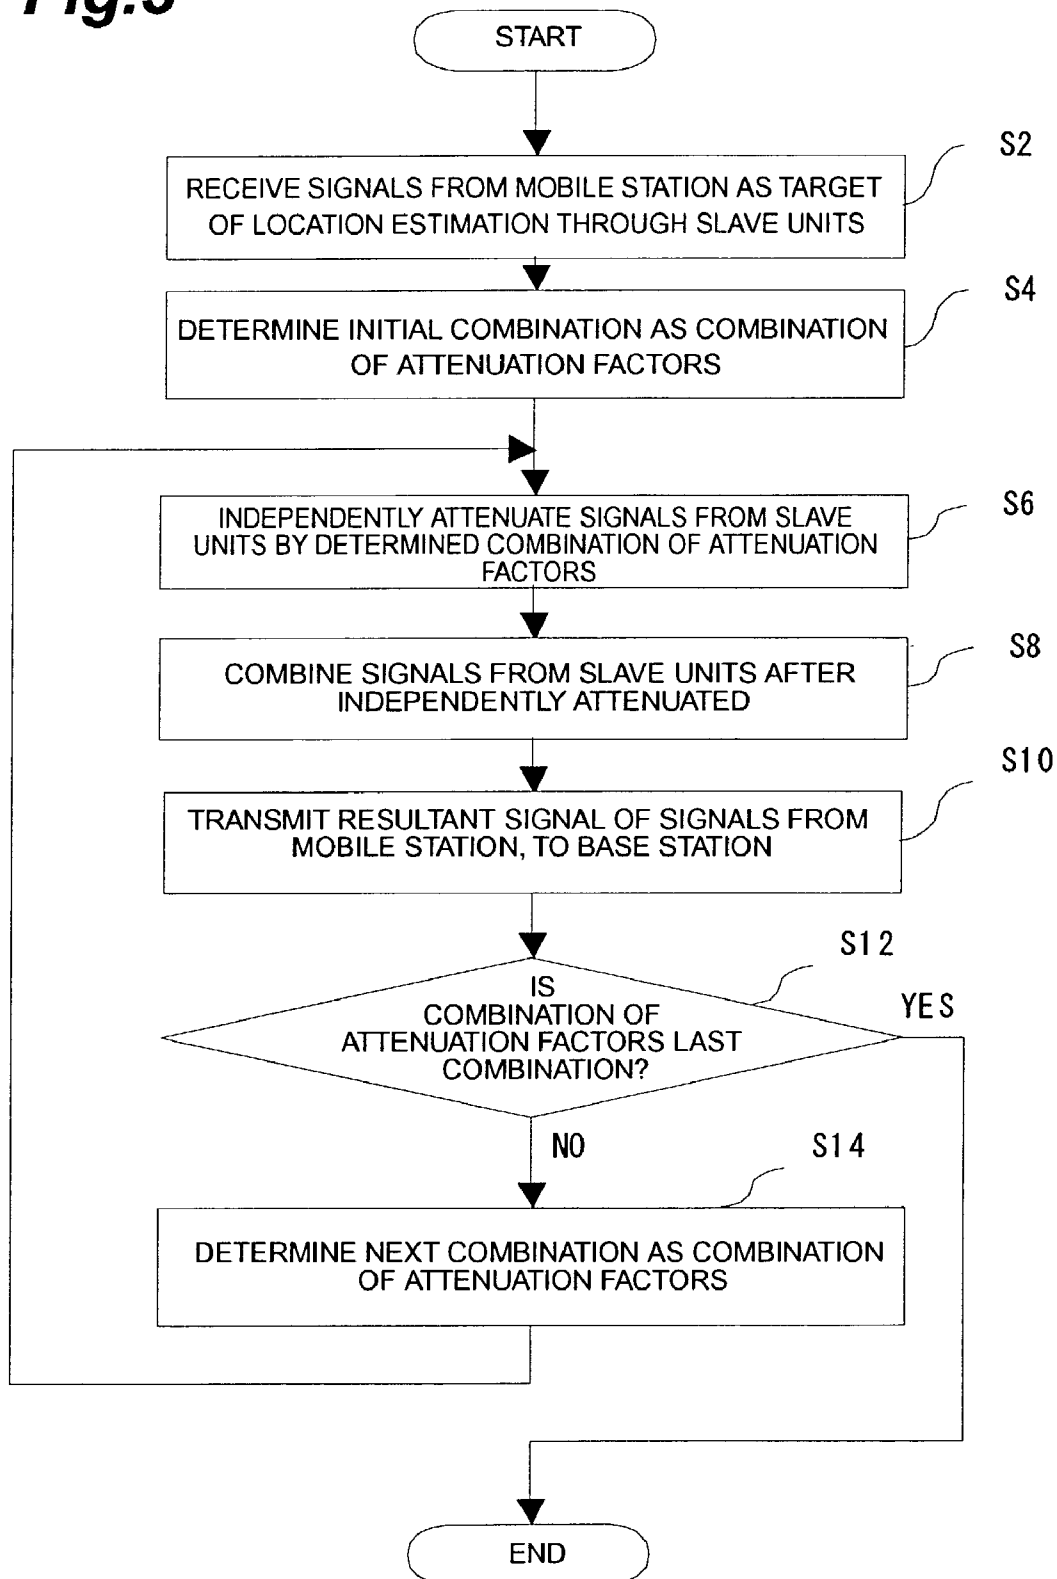 START
S2
RECEIVE SIGNALS FROM MOBILE STATION AS TARGET
OF LOCATION ESTIMATION THROUGH SLAVE UNITS
S4
DETERMINE INITIAL COMBINATION AS COMBINATION
OF ATTENUATION FACTORS
S6
INDEPENDENTLY ATTENUATE SIGNALS FROM SLAVE
UNITS BY DETERMINED COMBINATION OF ATTENUATION
FACTORS
S8
COMBINE SIGNALS FROM SLAVE UNITS AFTER
INDEPENDENTLY ATTENUATED
S10
TRANSMIT RESULTANT SIGNAL OF SIGNALS FROM
MOBILE STATION, TO BASE STATION
S12
IS
COMBINATION OF
ATTENUATION FACTORS LAST
COMBINATION?
YES
NO
S14
DETERMINE NEXT COMBINATION AS COMBINATION
OF ATTENUATION FACTORS
END